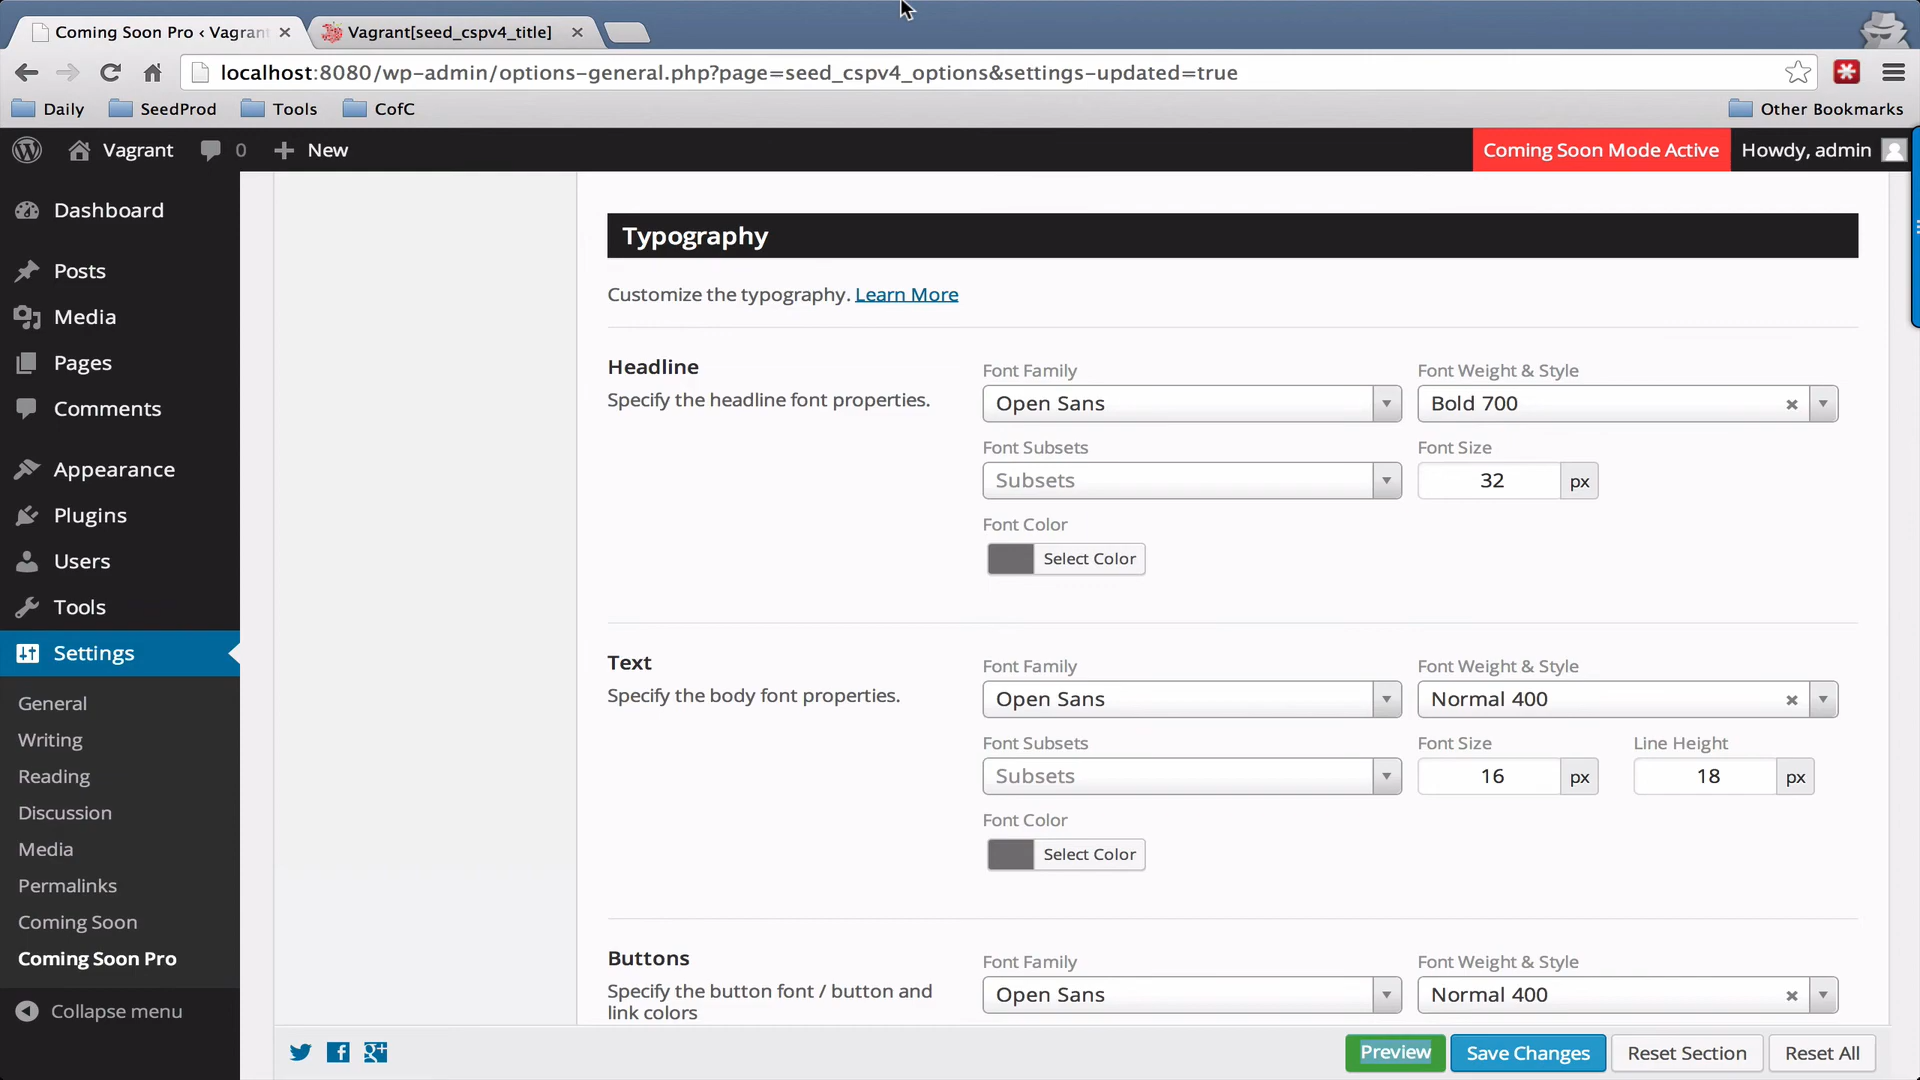 Coming Soon Pro ‹ Vagrant
Vagrant[seed_cspv4_title]
localhost:8080/wp-admin/options-general.php?page=seed_cspv4_options&settings-updated=true
Daily SeedProd Tools CofC Other Bookmarks
Vagrant 0 New Coming Soon Mode Active Howdy, admin
Dashboard
Posts
Media
Pages
Comments
Appearance
Plugins
Users
Tools
Settings
General
Writing
Reading
Discussion
Media
Permalinks
Coming Soon
Coming Soon Pro
Collapse menu
Typography
Customize the typography. Learn More
Headline
Specify the headline font properties.
Font Family Font Weight & Style
Open Sans Bold 700
Font Subsets Font Size
Subsets 32 px
Font Color
Select Color
Text
Specify the body font properties.
Font Family Font Weight & Style
Open Sans Normal 400
Font Subsets Font Size Line Height
Subsets 16 px 18 px
Font Color
Select Color
Buttons
Specify the button font / button and
link colors
Font Family Font Weight & Style
Open Sans Normal 400
Preview Save Changes Reset Section Reset All